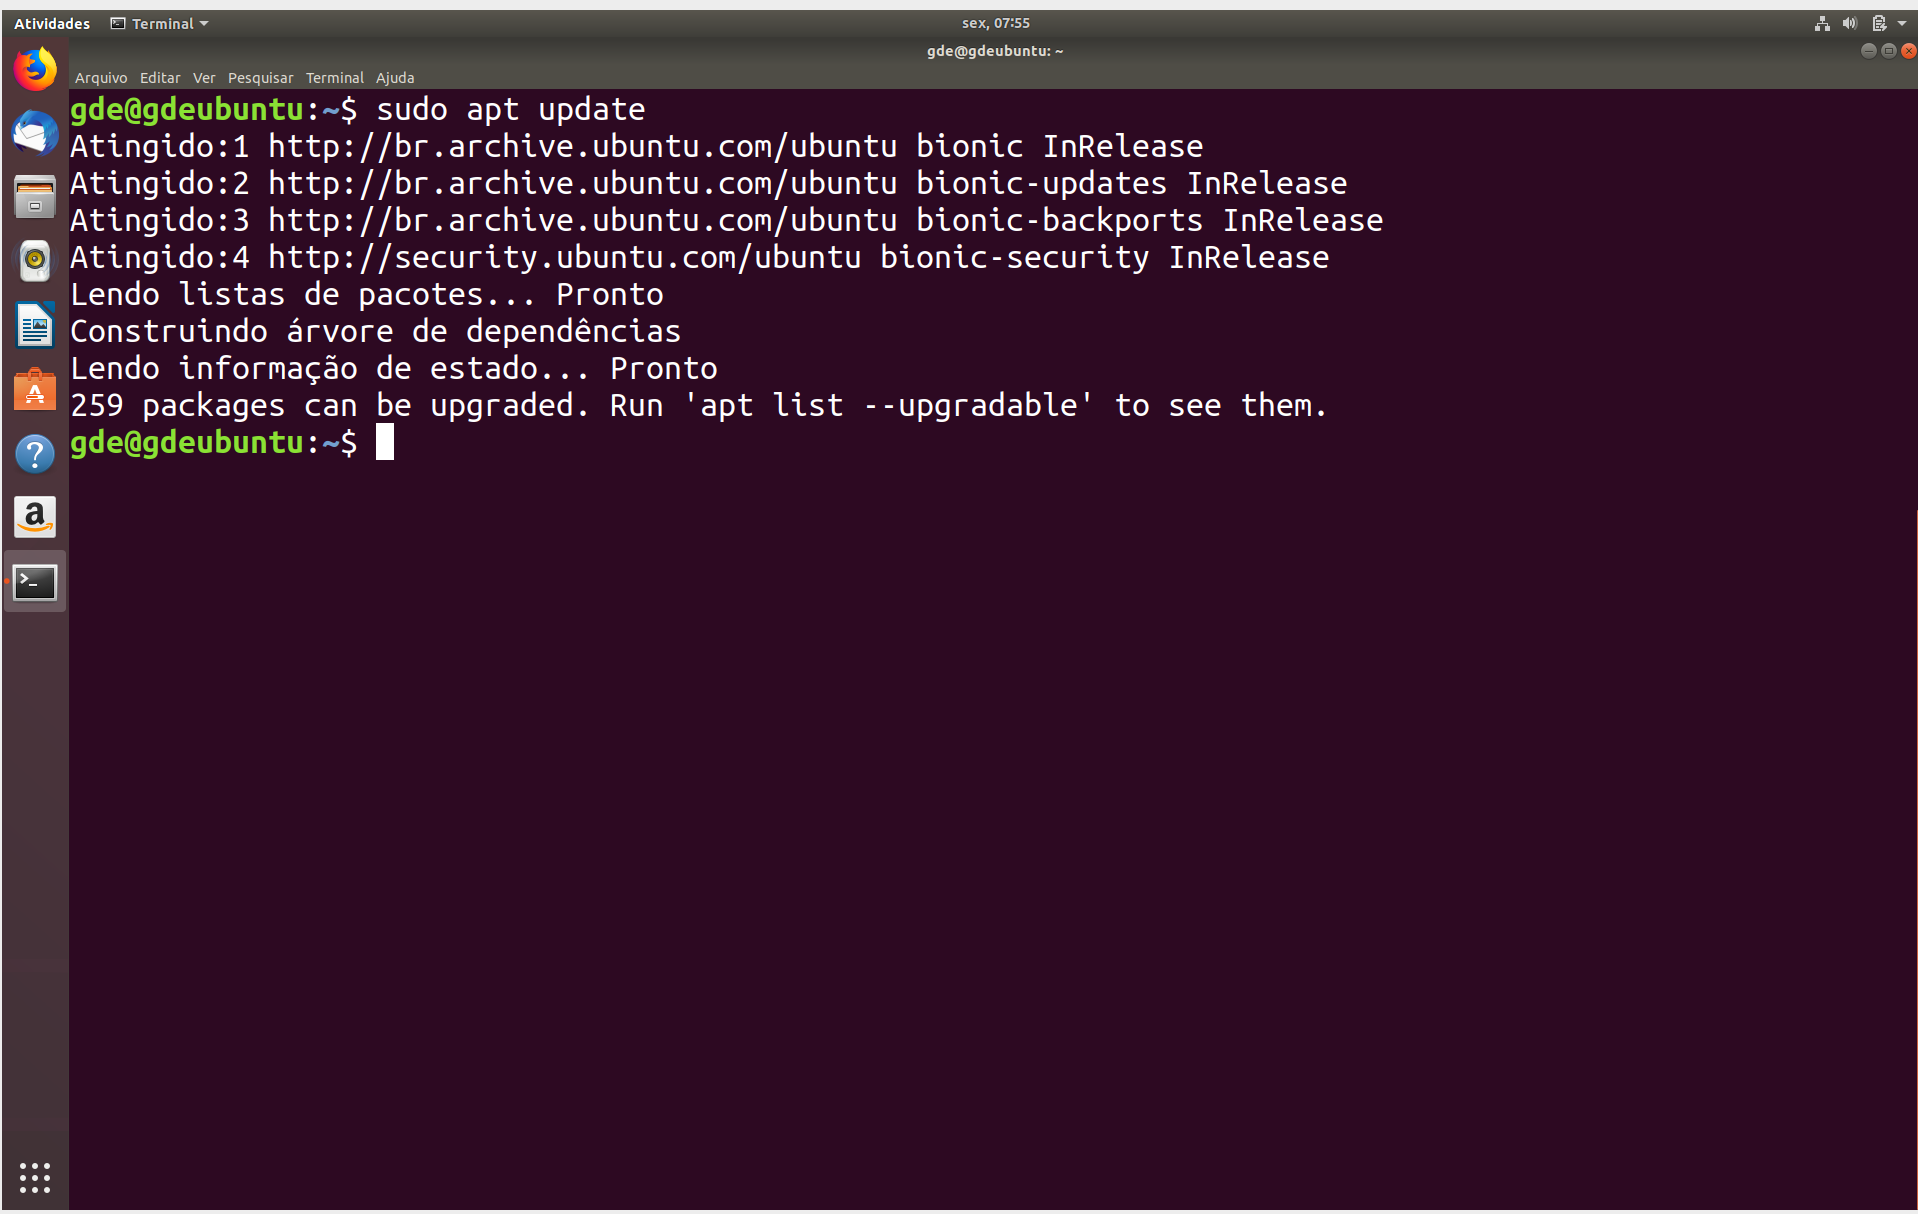 Atividades Terminal sex, 07:55
gde@gdeubuntu: ~
Arquivo Editar Ver Pesquisar Terminal Ajuda
gde@gdeubuntu:~$ sudo apt update
Atingido:1 http://br.archive.ubuntu.com/ubuntu bionic InRelease
Atingido:2 http://br.archive.ubuntu.com/ubuntu bionic-updates InRelease
Atingido:3 http://br.archive.ubuntu.com/ubuntu bionic-backports InRelease
Atingido:4 http://security.ubuntu.com/ubuntu bionic-security InRelease
Lendo listas de pacotes... Pronto
Construindo árvore de dependências
Lendo informação de estado... Pronto
259 packages can be upgraded. Run 'apt list --upgradable' to see them.
gde@gdeubuntu:~$